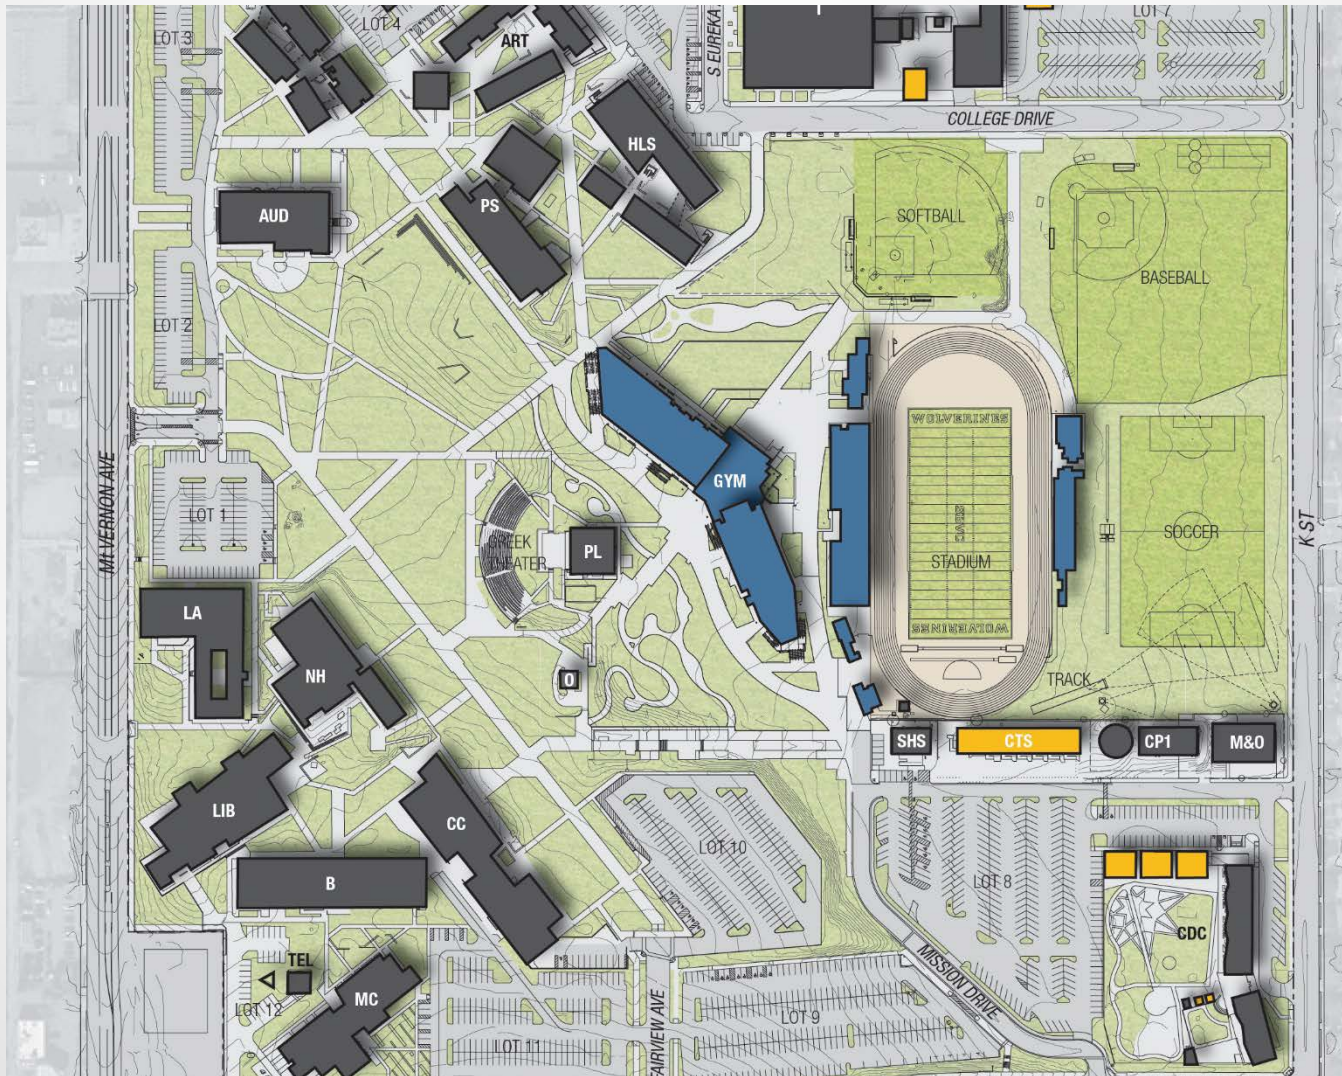 LOT 3
LOT 4
ART
S EUREKA
LOT 7
COLLEGE DRIVE
HLS
AUD
PS
SOFTBALL
BASEBALL
LOT 2
WOLVERINES
GYM
MT VERNON AVE
LOT 1
GREEK
THEATER
PL
SBVC
STADIUM
SOCCER
K ST
LA
NH
O
WOLVERINES
TRACK
SHS
CTS
CP1
M&O
LIB
CC
LOT 10
LOT 8
B
CDC
TEL
MC
LOT 12
MISSION DRIVE
LOT 9
LOT 11
FAIRVIEW AVE